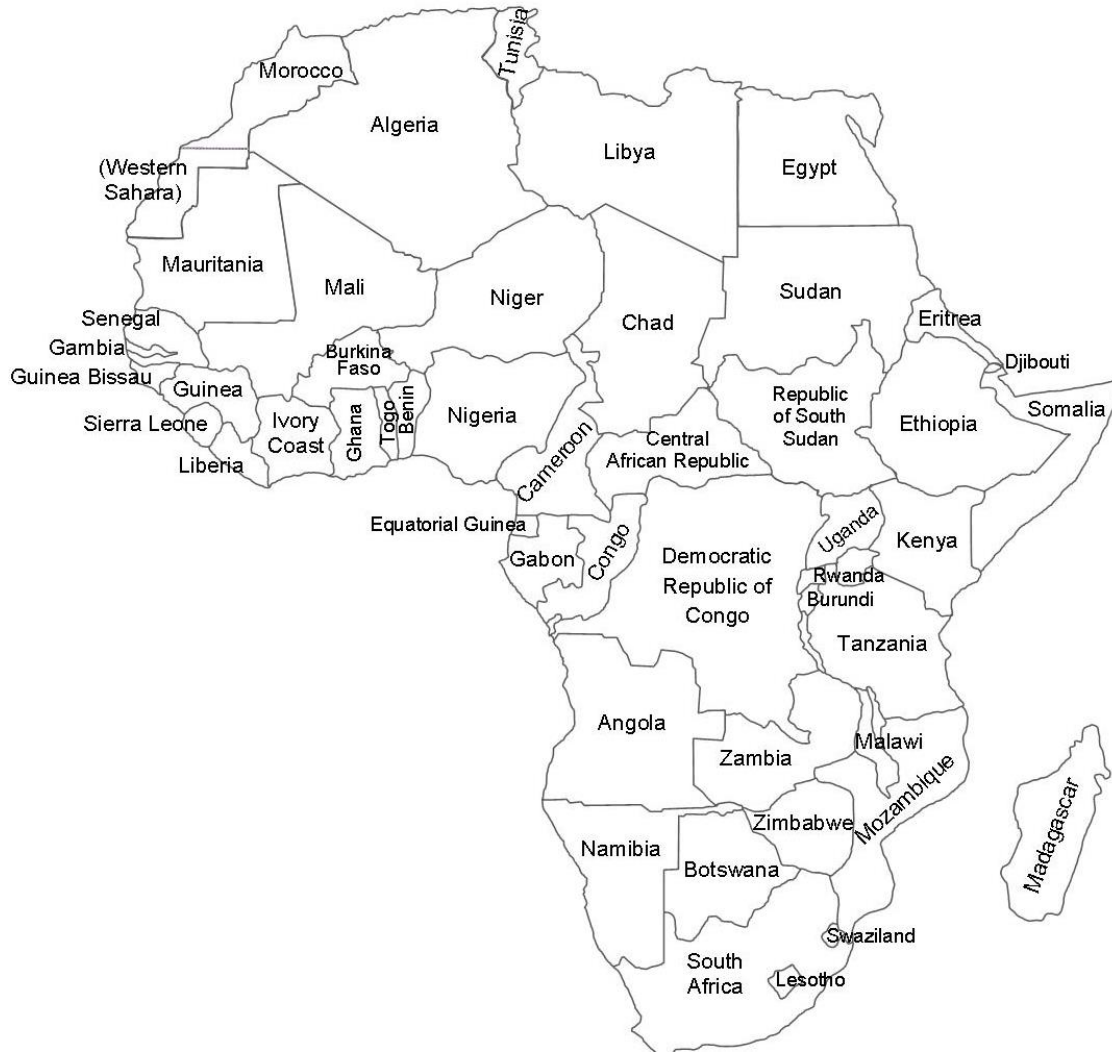 Tunisia
Morocco
Algeria
Libya
Egypt
(Western
Sahara)
Mauritania
Mali
Niger
Chad
Sudan
Eritrea
Senegal
Gambia
Guinea Bissau
Guinea
Burkina
Faso
Djibouti
Sierra Leone
Liberia
Ivory
Coast
Ghana
Togo
Benin
Nigeria
Cameroon
Central
African Republic
Republic
of South
Sudan
Ethiopia
Somalia
Equatorial Guinea
Gabon
Congo
Democratic
Republic of
Congo
Uganda
Kenya
Rwanda
Burundi
Tanzania
Angola
Zambia
Malawi
Mozambique
Zimbabwe
Namibia
Botswana
Madagascar
Swaziland
South
Africa
Lesotho